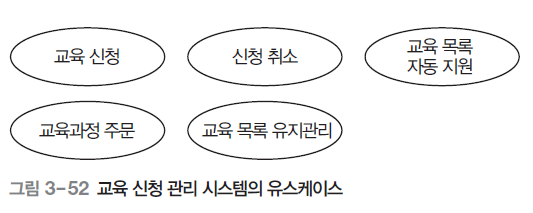 교육 신청
신청 취소
교육 목록
자동 지원
교육과정 주문
교육 목록 유지관리
그림 3-52 교육 신청 관리 시스템의 유스케이스